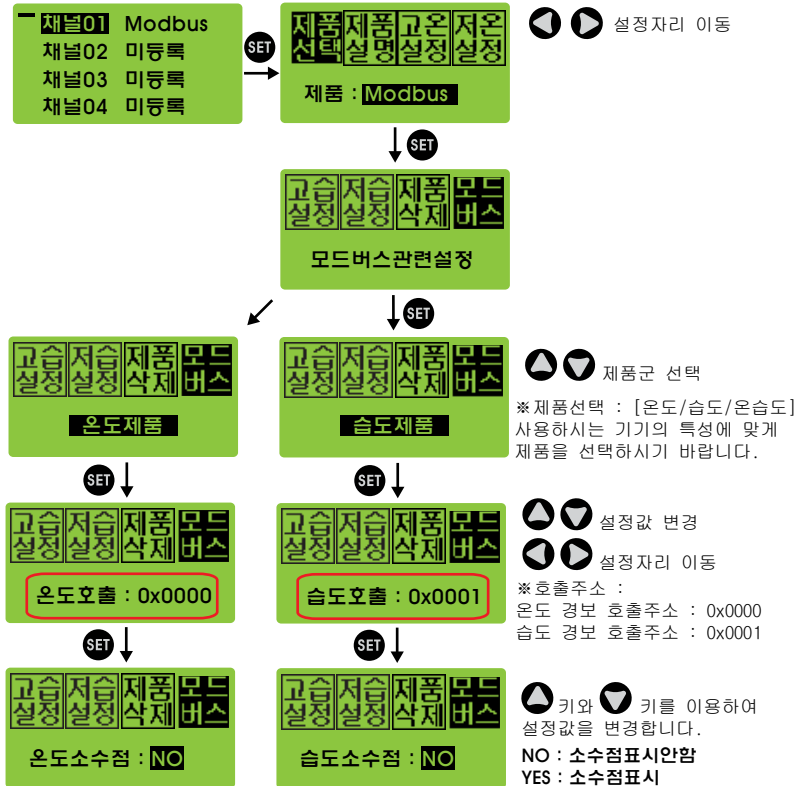 채널01 Modbus
채널02 미등록
채널03 미등록
채널04 미등록
SET
제품선택 제품설명 고온설정 저온설정
제품 : Modbus
설정자리 이동
SET
고습설정 저습설정 제품삭제 모드버스
모드버스관련설정
SET
고습설정 저습설정 제품삭제 모드버스
온도제품
고습설정 저습설정 제품삭제 모드버스
습도제품
제품군 선택
※제품선택 : [온도/습도/온습도]
사용하시는 기기의 특성에 맞게
제품을 선택하시기 바랍니다.
SET
SET
고습설정 저습설정 제품삭제 모드버스
온도호출 : 0x0000
고습설정 저습설정 제품삭제 모드버스
습도호출 : 0x0001
설정값 변경
설정자리 이동
※호출주소 :
온도 경보 호출주소 : 0x0000
습도 경보 호출주소 : 0x0001
SET
SET
고습설정 저습설정 제품삭제 모드버스
온도소수점 : NO
고습설정 저습설정 제품삭제 모드버스
습도소수점 : NO
키와 키를 이용하여
설정값을 변경합니다.
NO : 소수점표시안함
YES : 소수점표시